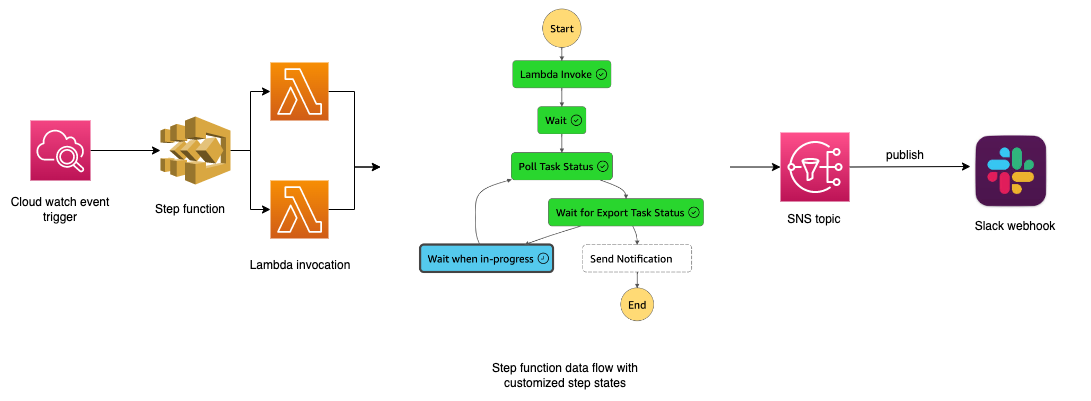 Cloud watch event
trigger
Step function
Lambda invocation
Start
Lambda Invoke
Wait
Poll Task Status
Wait for Export Task Status
Wait when in-progress
Send Notification
End
Step function data flow with
customized step states
SNS topic
publish
Slack webhook